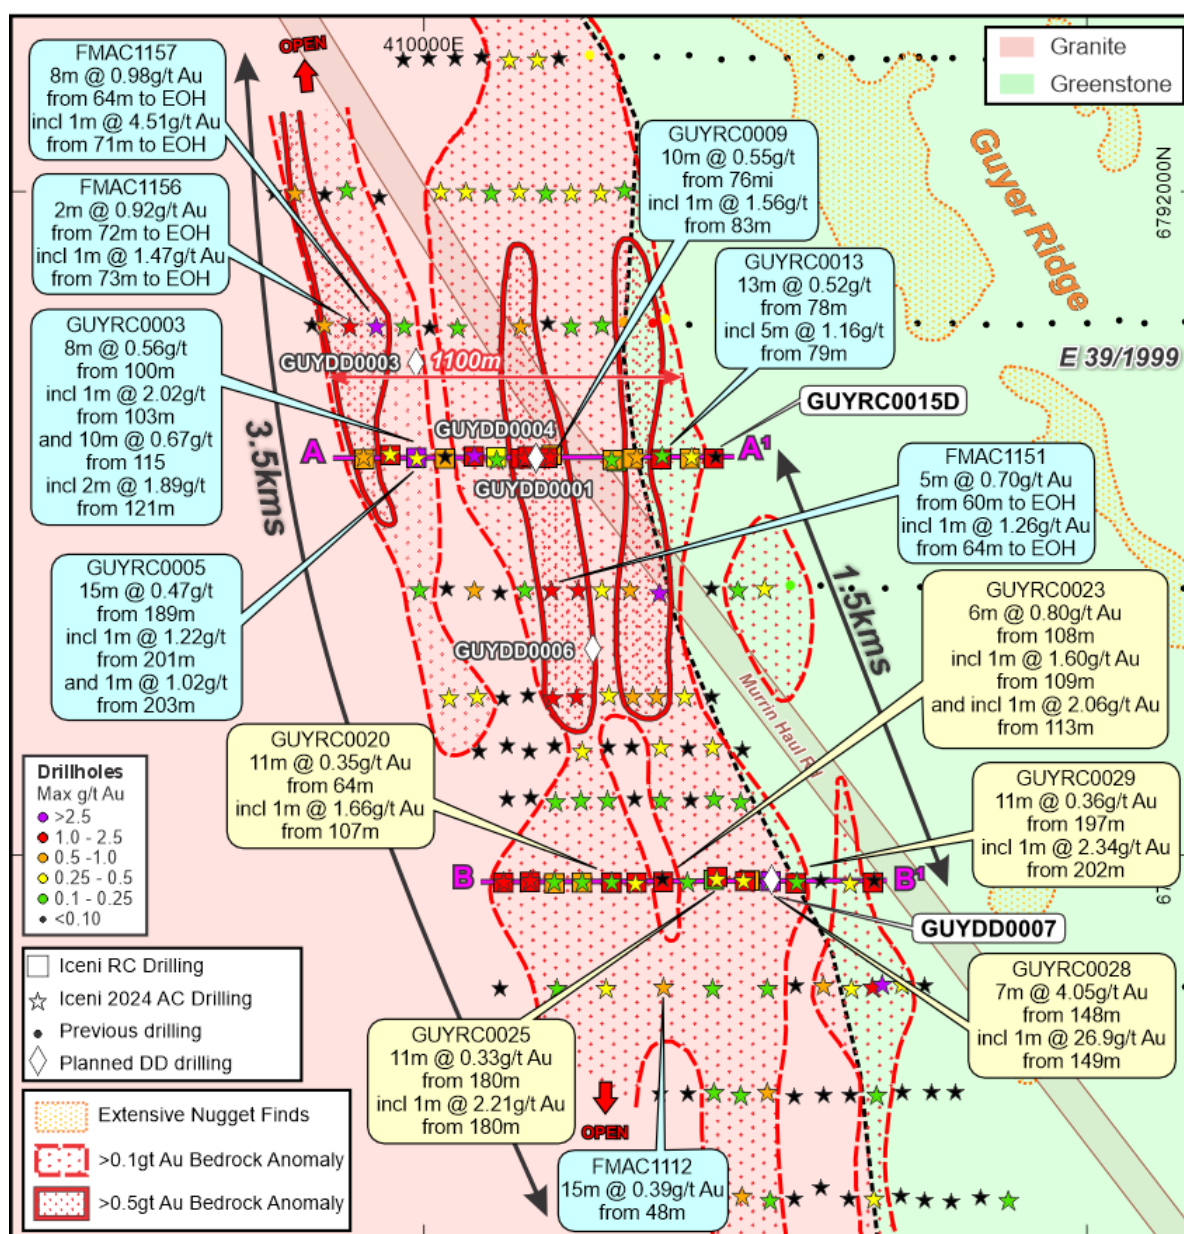 OPEN
410000E
Granite
Greenstone
FMAC1157
8m @ 0.98g/t Au
from 64m to EOH
incl 1m @ 4.51g/t Au
from 71m to EOH
GUYRC0009
10m @ 0.55g/t
from 76mi
incl 1m @ 1.56g/t
from 83m
Guyer Ridge
6792000N
FMAC1156
2m @ 0.92g/t Au
from 72m to EOH
incl 1m @ 1.47g/t Au
from 73m to EOH
GUYRC0013
13m @ 0.52g/t
from 78m
incl 5m @ 1.16g/t
from 79m
GUYRC0003
8m @ 0.56g/t
from 100m
incl 1m @ 2.02g/t
from 103m
and 10m @ 0.67g/t
from 115
incl 2m @ 1.89g/t
from 121m
GUYDD0003
1100m
E 39/1999
GUYRC0015D
3.5kms
GUYDD0004
A
A¹
GUYDD0001
FMAC1151
5m @ 0.70g/t Au
from 60m to EOH
incl 1m @ 1.26g/t Au
from 64m to EOH
GUYRC0005
15m @ 0.47g/t
from 189m
incl 1m @ 1.22g/t
from 201m
and 1m @ 1.02g/t
from 203m
1.5kms
GUYRC0023
6m @ 0.80g/t Au
from 108m
incl 1m @ 1.60g/t Au
from 109m
and incl 1m @ 2.06g/t Au
from 113m
GUYDD0006
Murrin Haul Rd
GUYRC0020
11m @ 0.35g/t Au
from 64m
incl 1m @ 1.66g/t Au
from 107m
GUYRC0029
11m @ 0.36g/t Au
from 197m
incl 1m @ 2.34g/t Au
from 202m
Drillholes
Max g/t Au
>2.5
1.0 - 2.5
0.5 -1.0
0.25 - 0.5
0.1 - 0.25
<0.10
B
B¹
GUYDD0007
Iceni RC Drilling
Iceni 2024 AC Drilling
Previous drilling
Planned DD drilling
GUYRC0028
7m @ 4.05g/t Au
from 148m
incl 1m @ 26.9g/t Au
from 149m
GUYRC0025
11m @ 0.33g/t Au
from 180m
incl 1m @ 2.21g/t Au
from 180m
OPEN
Extensive Nugget Finds
>0.1gt Au Bedrock Anomaly
>0.5gt Au Bedrock Anomaly
FMAC1112
15m @ 0.39g/t Au
from 48m